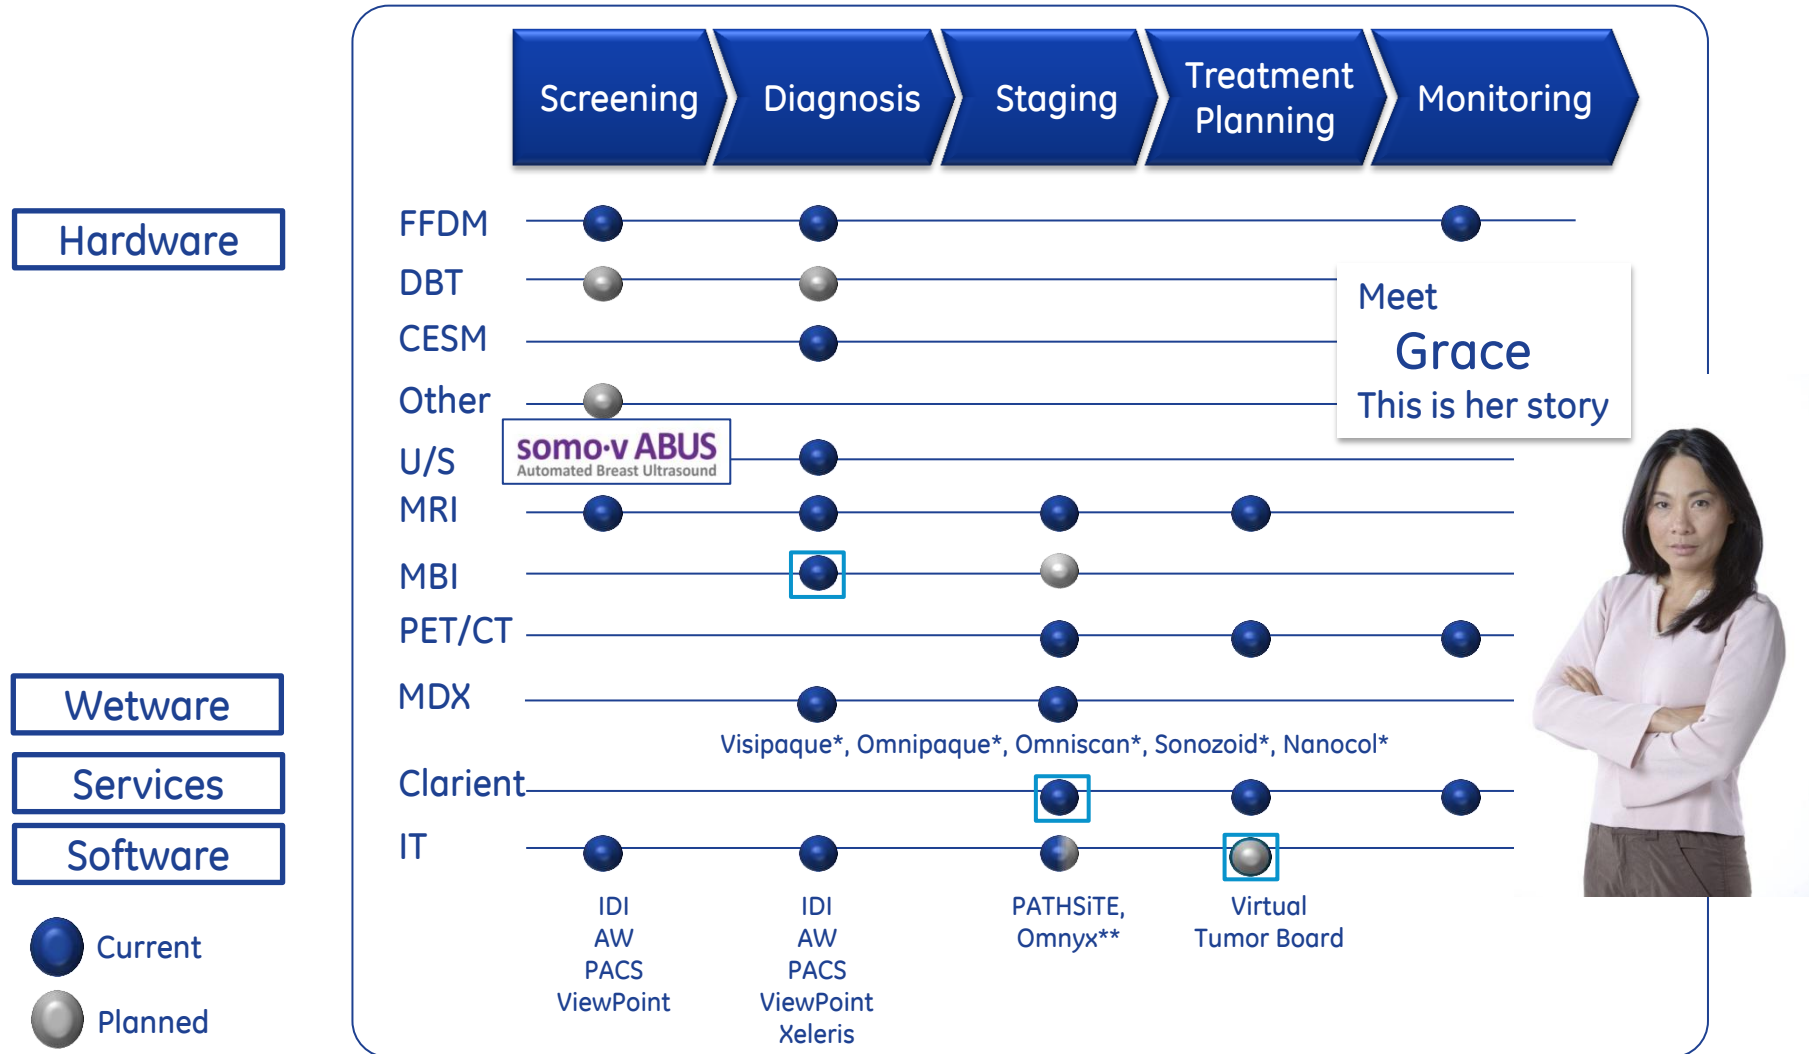 Screening
Diagnosis
Staging
Treatment
Planning
Monitoring
Hardware
FFDM
DBT
CESM
Other
Meet
Grace
This is her story
somo·v ABUS
Automated Breast Ultrasound
U/S
MRI
MBI
PET/CT
Wetware
MDX
Visipaque*, Omnipaque*, Omniscan*, Sonozoid*, Nanocol*
Services
Clarient
Software
IT
IDI
AW
PACS
ViewPoint
IDI
AW
PACS
ViewPoint
Xeleris
PATHSiTE,
Omnyx**
Virtual
Tumor Board
Current
Planned